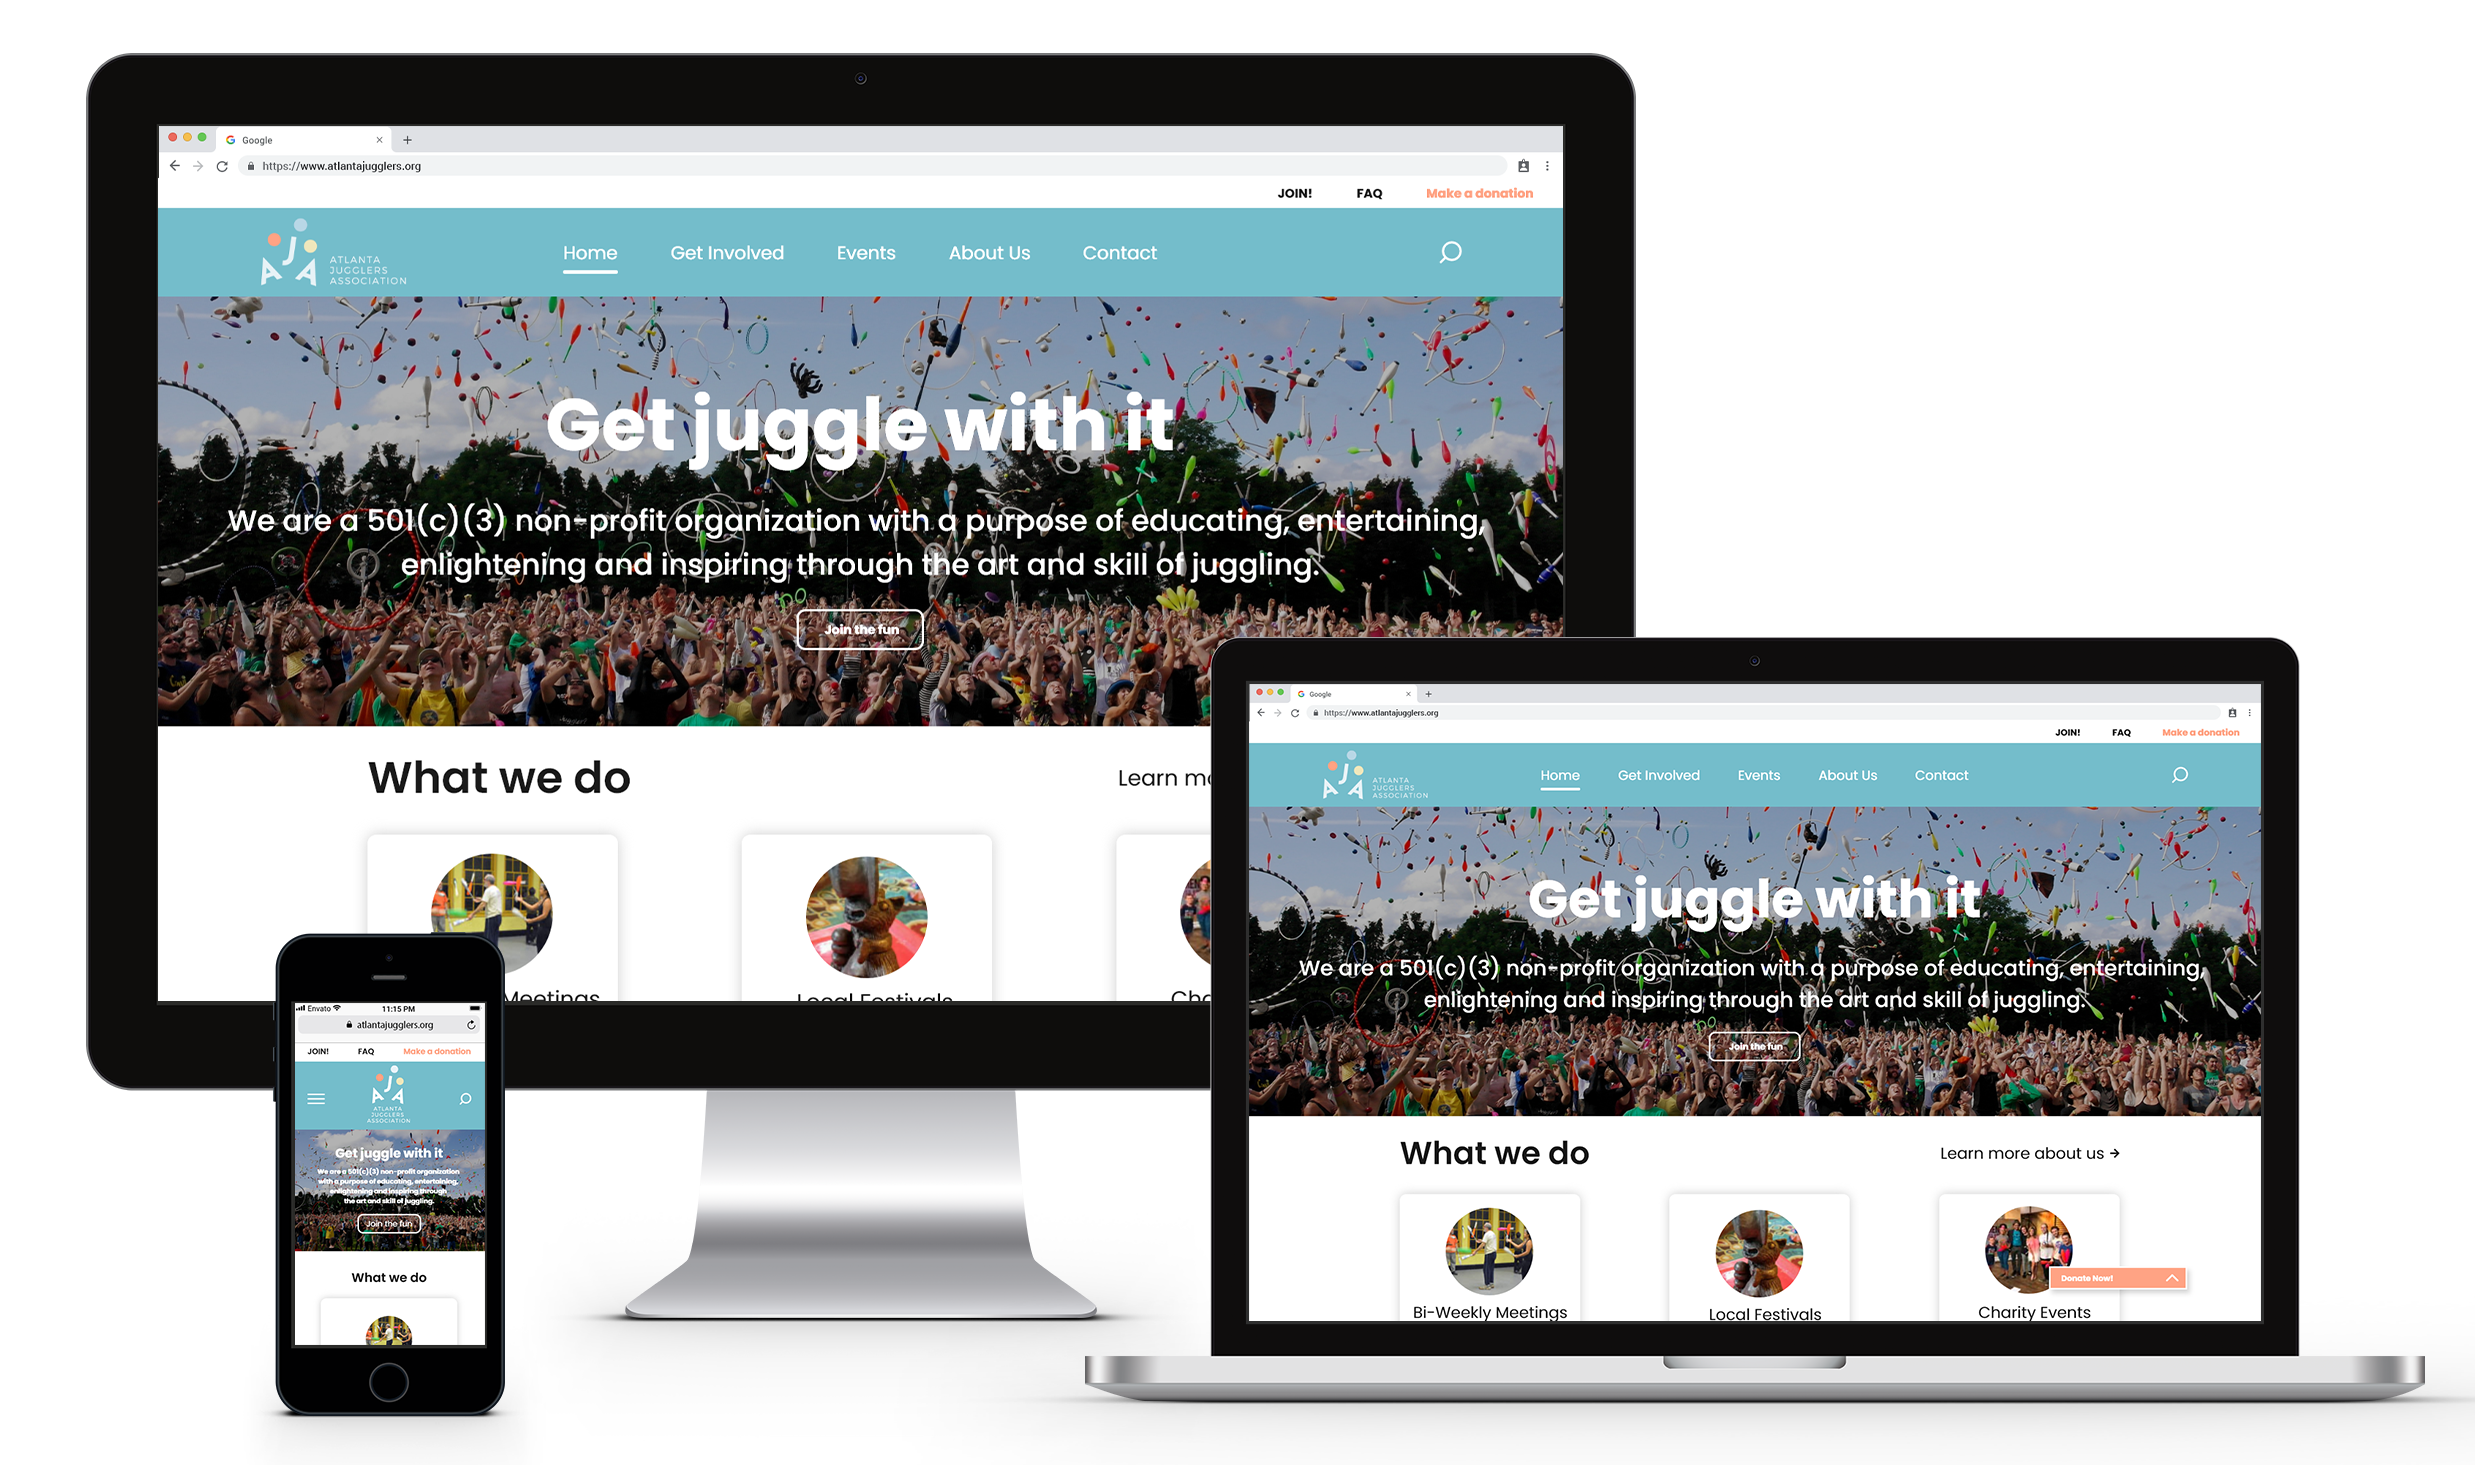 Google
https://www.atlantajugglers.org
JOIN! FAQ Make a donation
AJA
ATLANTA
JUGGLERS
ASSOCIATION
Home Get Involved Events About Us Contact
Get juggle with it
We are a 501(c)(3) non-profit organization with a purpose of educating, entertaining,
enlightening and inspiring through the art and skill of juggling.
Join the fun
What we do
Learn mo
Meetings
Local Festivals
Cha
Envato 11:15 PM
atlantajugglers.org
JOIN! FAQ Make a donation
AJA
ATLANTA
JUGGLERS
ASSOCIATION
Get juggle with it
We are a 501(c)(3) non-profit organization
with a purpose of educating, entertaining,
enlightening and inspiring through
the art and skill of juggling.
Join the fun
What we do
Google
https://www.atlantajugglers.org
JOIN! FAQ Make a donation
AJA
ATLANTA
JUGGLERS
ASSOCIATION
Home Get Involved Events About Us Contact
Get juggle with it
We are a 501(c)(3) non-profit organization with a purpose of educating, entertaining,
enlightening and inspiring through the art and skill of juggling.
Join the fun
What we do
Learn more about us →
Donate Now!
Bi-Weekly Meetings
Local Festivals
Charity Events